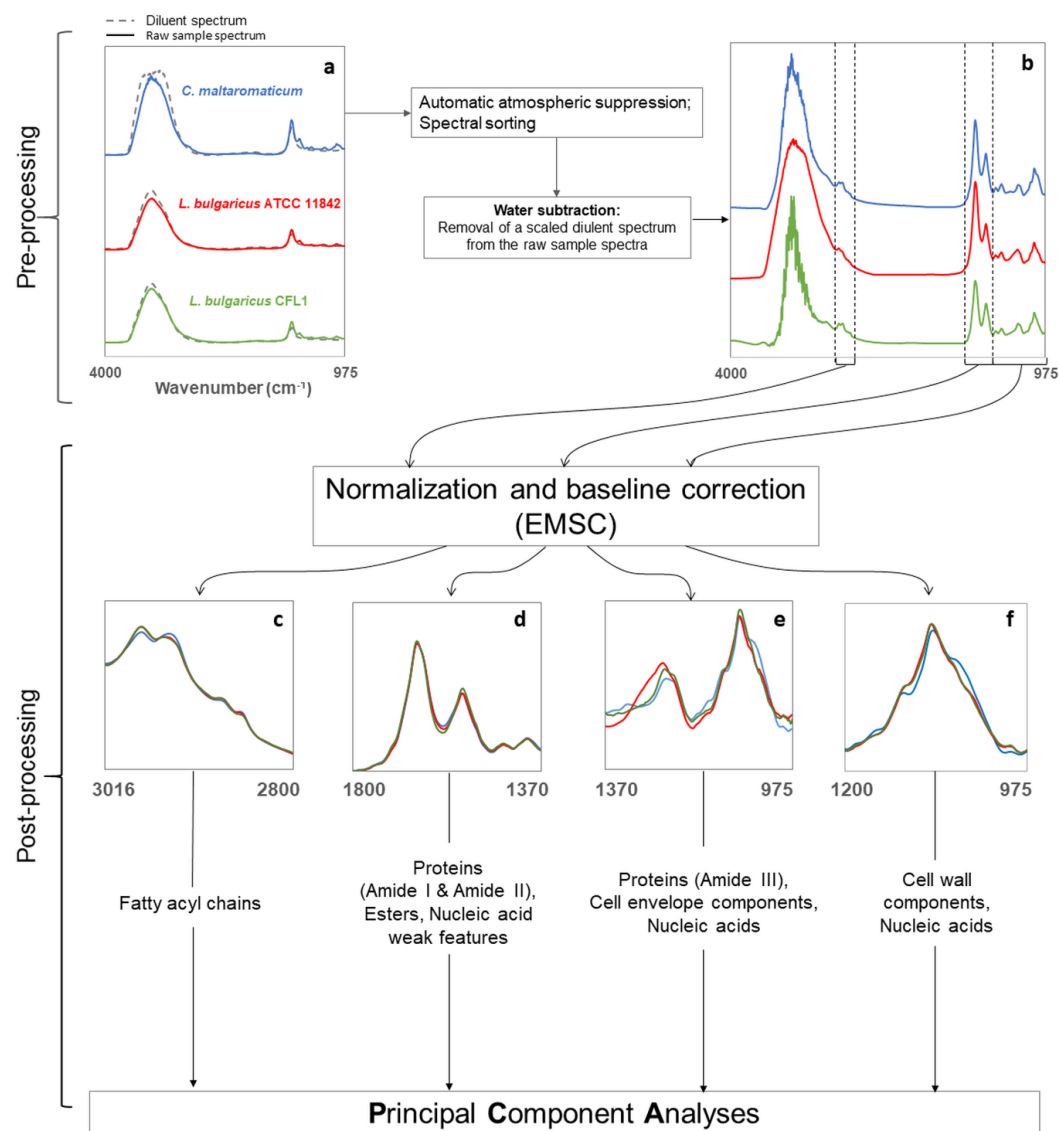 Diluent spectrum
Raw sample spectrum
Pre-processing
a
C. maltaromaticum
L. bulgaricus ATCC 11842
L. bulgaricus CFL1
4000
975
Wavenumber (cm-1)
Automatic atmospheric suppression;
Spectral sorting
Water subtraction:
Removal of a scaled diluent spectrum
from the raw sample spectra
b
4000
975
Post-processing
Normalization and baseline correction
(EMSC)
c
3016
2800
d
1800
1370
e
1370
975
f
1200
975
Fatty acyl chains
Proteins
(Amide I & Amide II),
Esters, Nucleic acid
weak features
Proteins (Amide III),
Cell envelope components,
Nucleic acids
Cell wall
components,
Nucleic acids
Principal Component Analyses